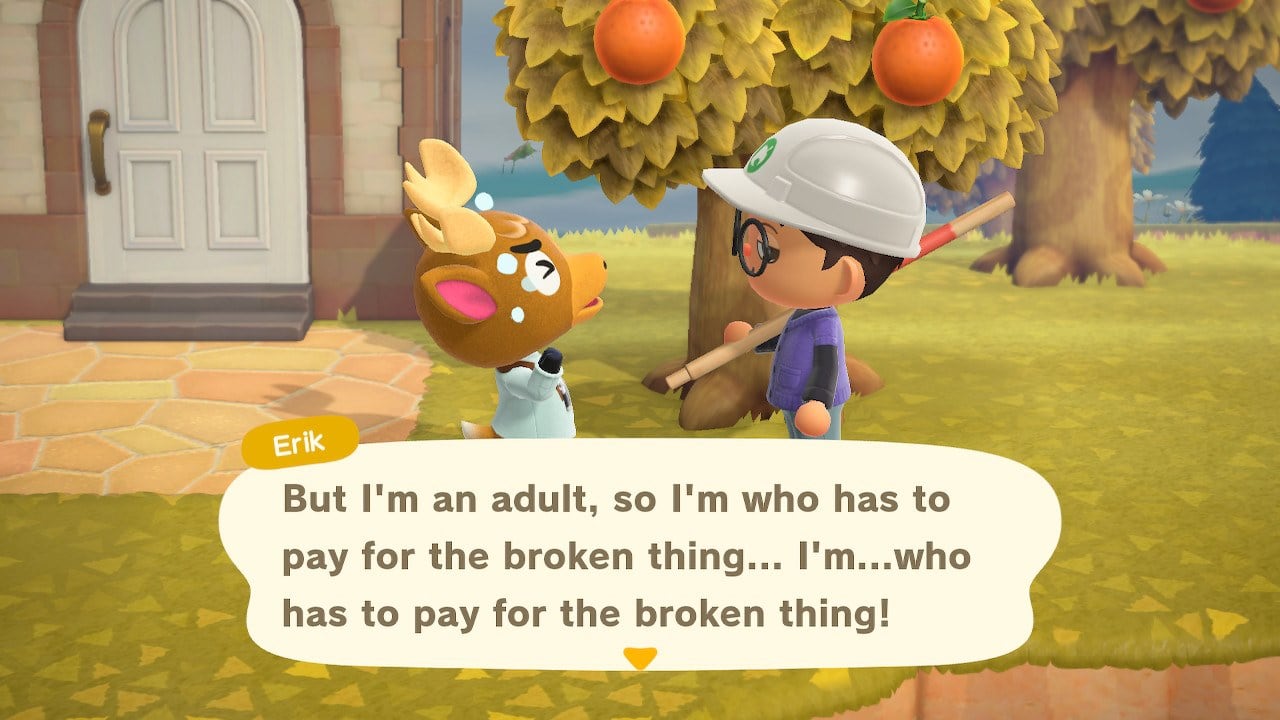 Erik
But I'm an adult, so I'm who has to
pay for the broken thing... I'm...who
has to pay for the broken thing!